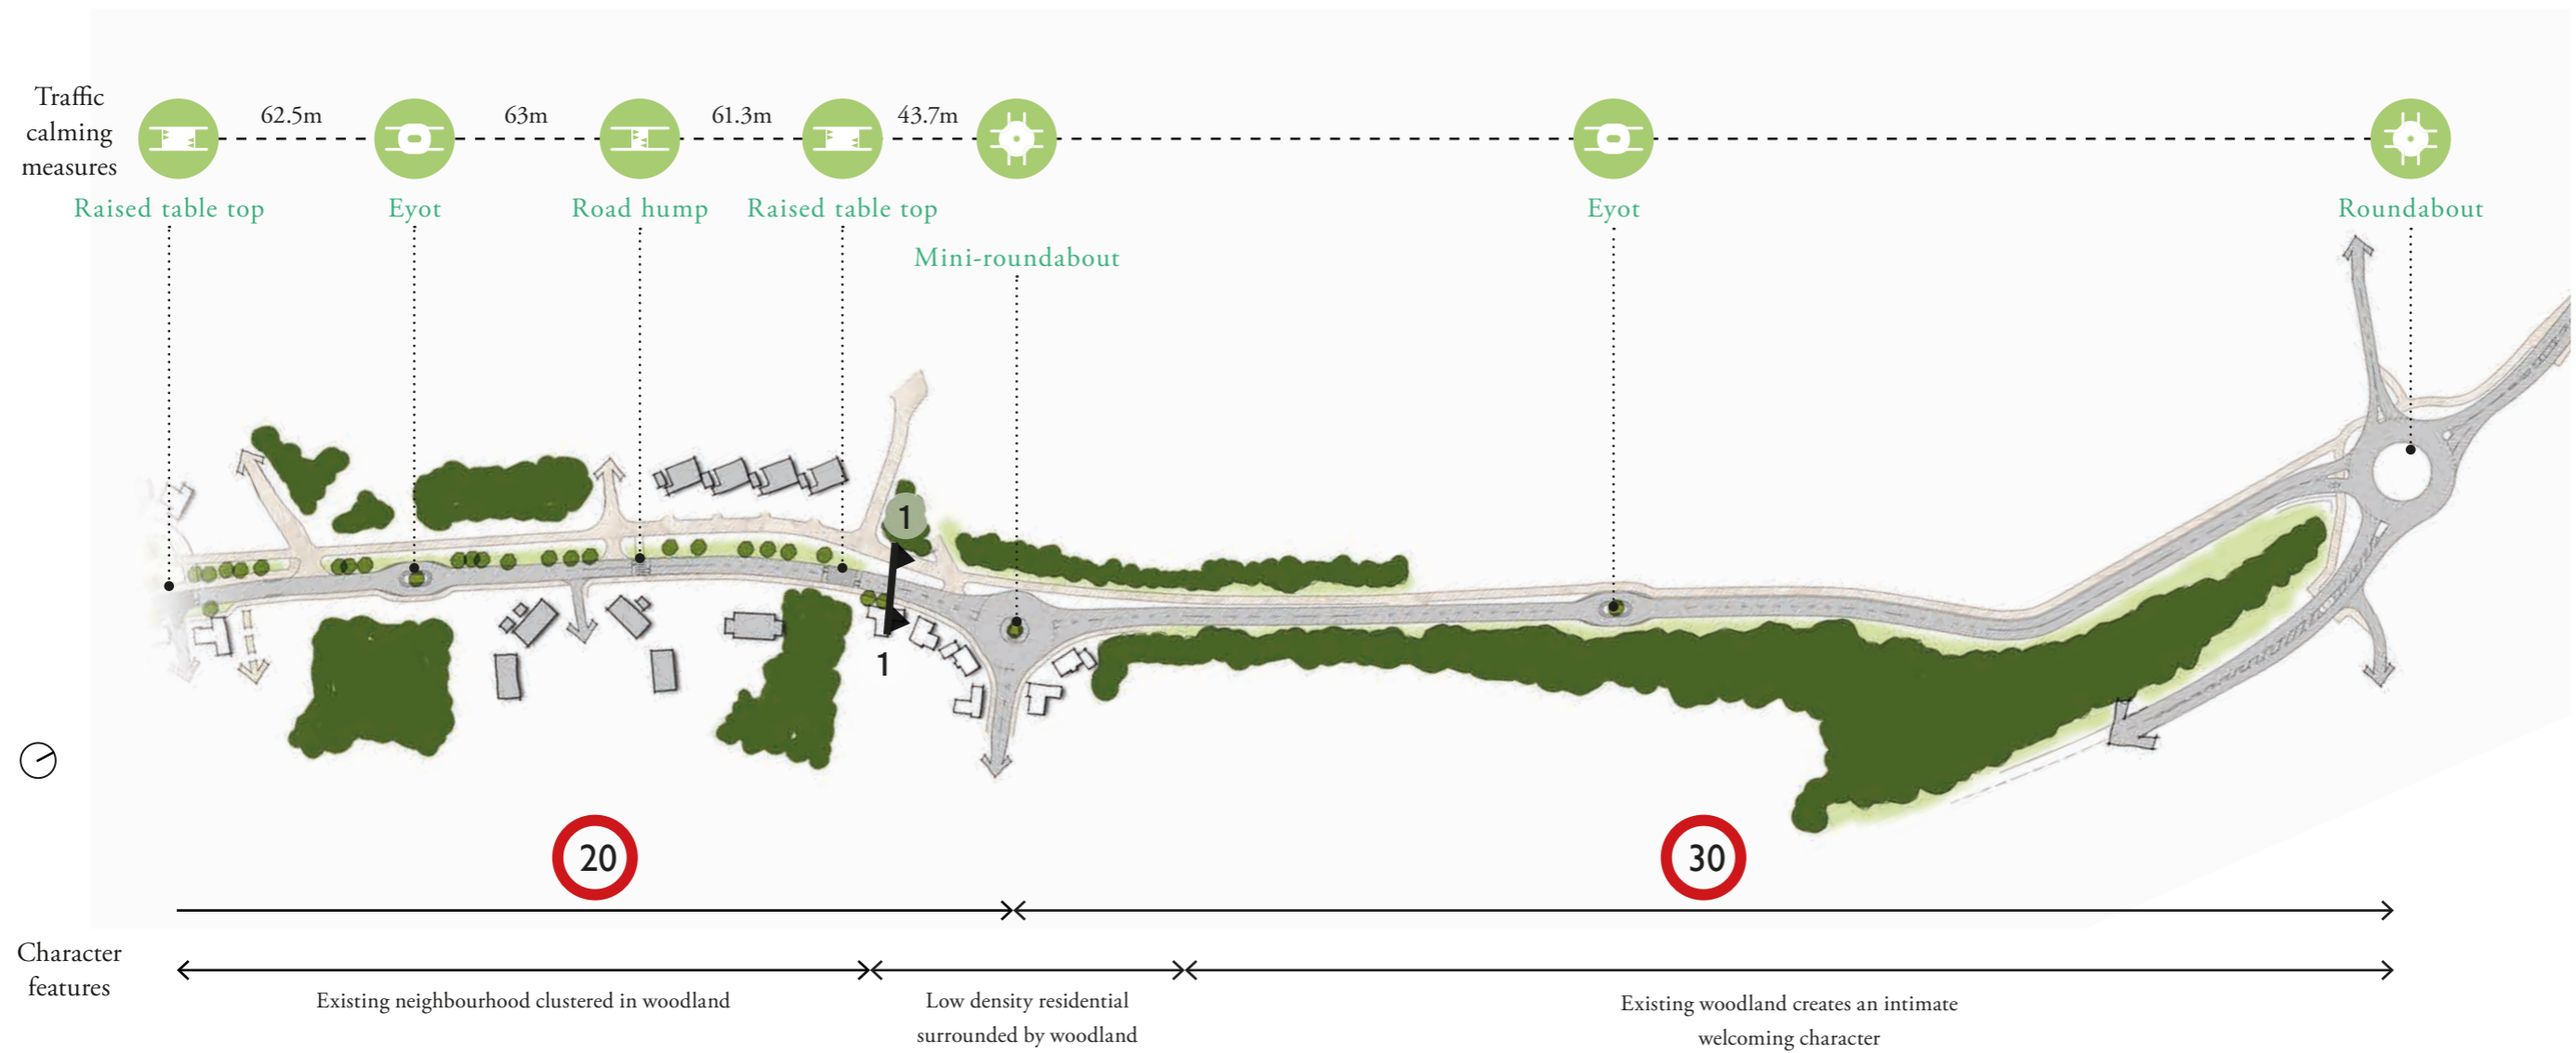 Traffic
calming
measures
62.5m
63m
61.3m
43.7m
Raised table top
Eyot
Road hump
Raised table top
Eyot
Roundabout
Mini-roundabout
1
1
20
30
Character
features
Existing neighbourhood clustered in woodland
Low density residential
surrounded by woodland
Existing woodland creates an intimate
welcoming character